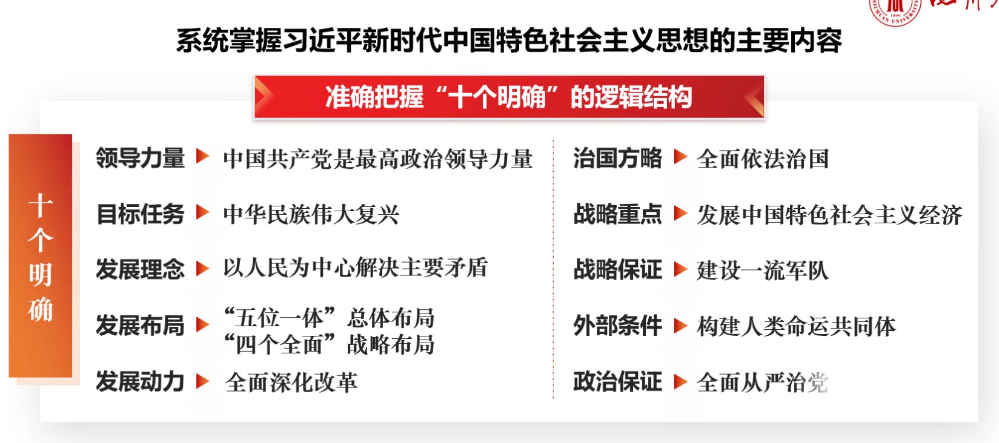 系统掌握习近平新时代中国特色社会主义思想的主要内容
准确把握“十个明确”的逻辑结构
十个明确
领导力量 中国共产党是最高政治领导力量
目标任务 中华民族伟大复兴
发展理念 以人民为中心解决主要矛盾
发展布局 “五位一体”总体布局
“四个全面”战略布局
发展动力 全面深化改革
治国方略 全面依法治国
战略重点 发展中国特色社会主义经济
战略保证 建设一流军队
外部条件 构建人类命运共同体
政治保证 全面从严治党
1896
SICHUAN UNIVERSITY